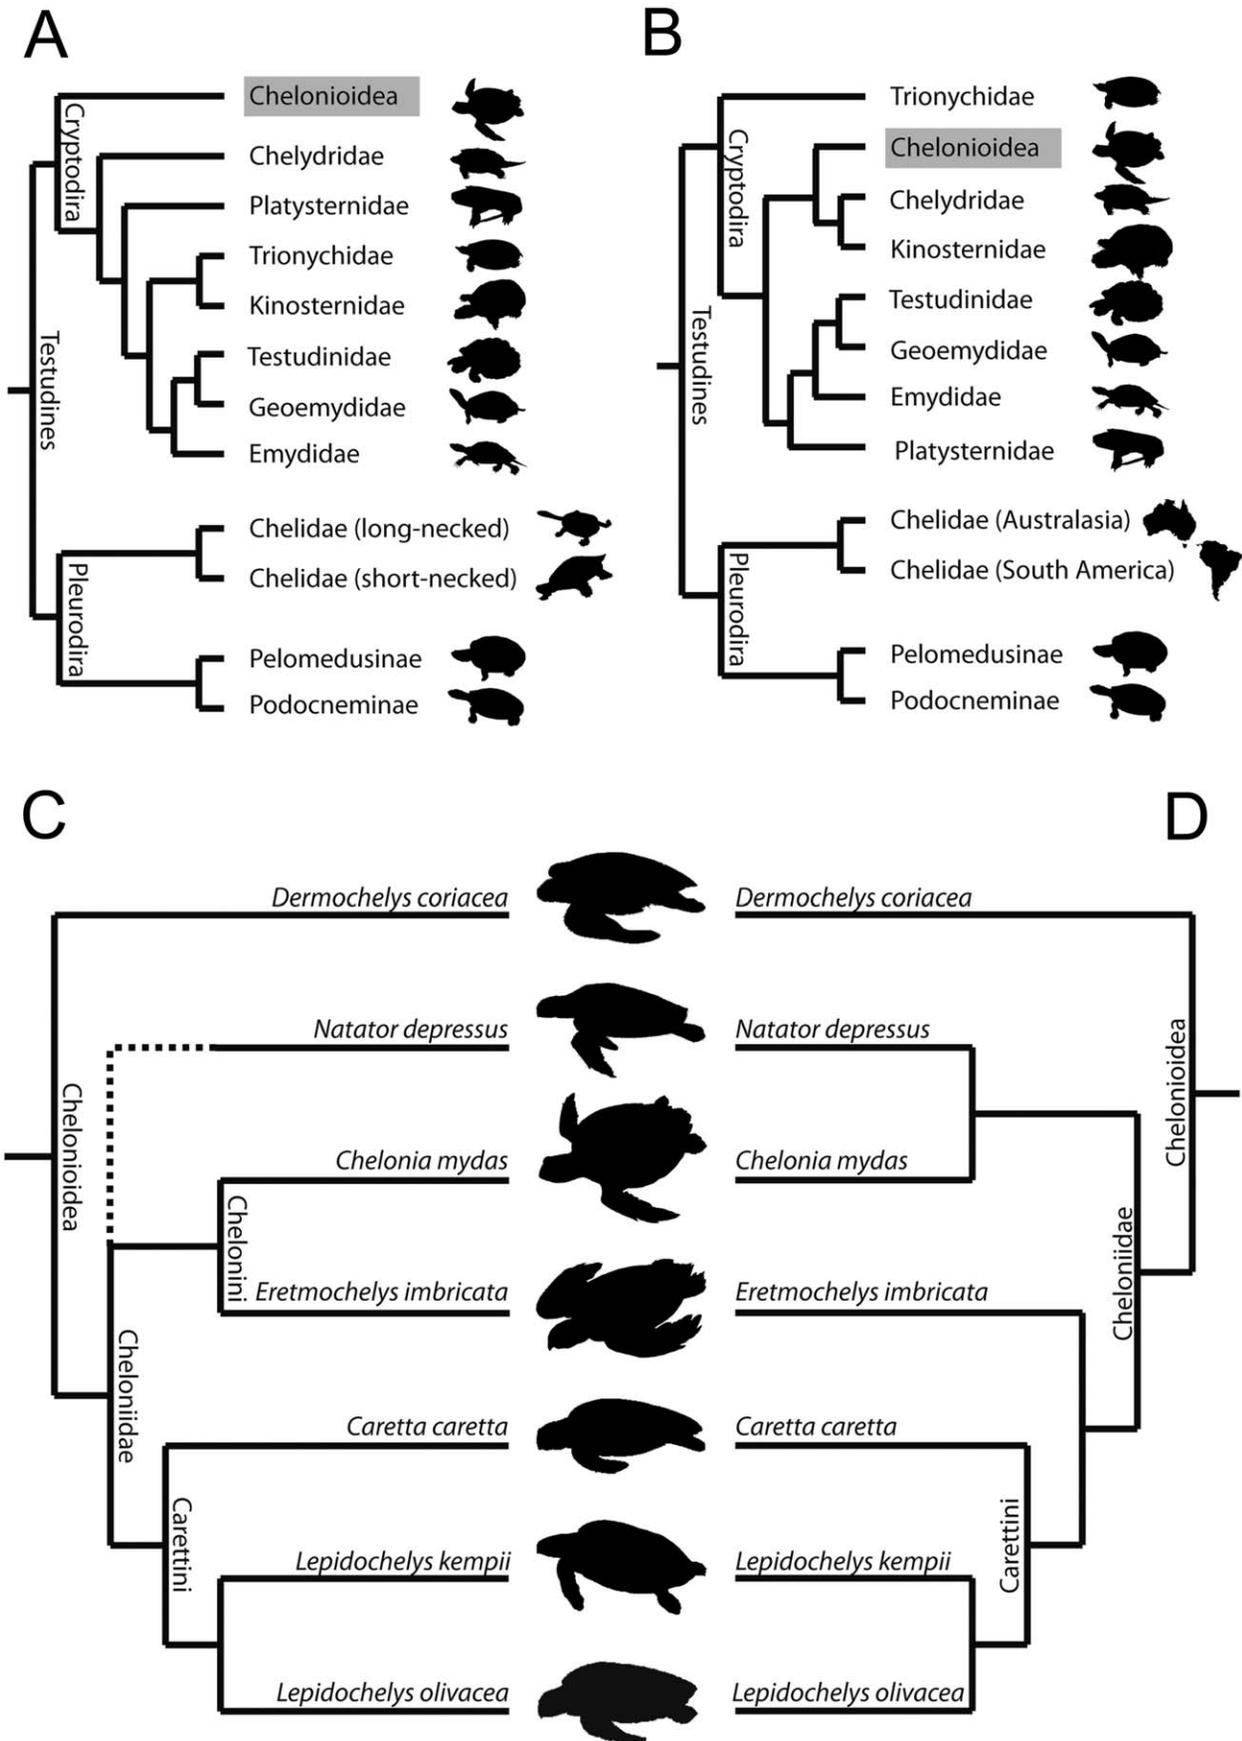 A
Chelonioidea
Chelydridae
Platysternidae
Trionychidae
Kinosternidae
Testudinidae
Geoemydidae
Emydidae
Chelidae (long-necked)
Chelidae (short-necked)
Pelomedusinae
Podocneminae
Cryptodira
Testudines
Pleurodira
B
Trionychidae
Chelonioidea
Chelydridae
Kinosternidae
Testudinidae
Geoemydidae
Emydidae
Platysternidae
Chelidae (Australasia)
Chelidae (South America)
Pelomedusinae
Podocneminae
Cryptodira
Testudines
Pleurodira
C
Dermochelys coriacea
Natator depressus
Chelonia mydas
Eretmochelys imbricata
Caretta caretta
Lepidochelys kempii
Lepidochelys olivacea
Chelonioidea
Chelonini
Cheloniidae
Carettini
D
Dermochelys coriacea
Natator depressus
Chelonia mydas
Eretmochelys imbricata
Caretta caretta
Lepidochelys kempii
Lepidochelys olivacea
Chelonioidea
Cheloniidae
Carettini